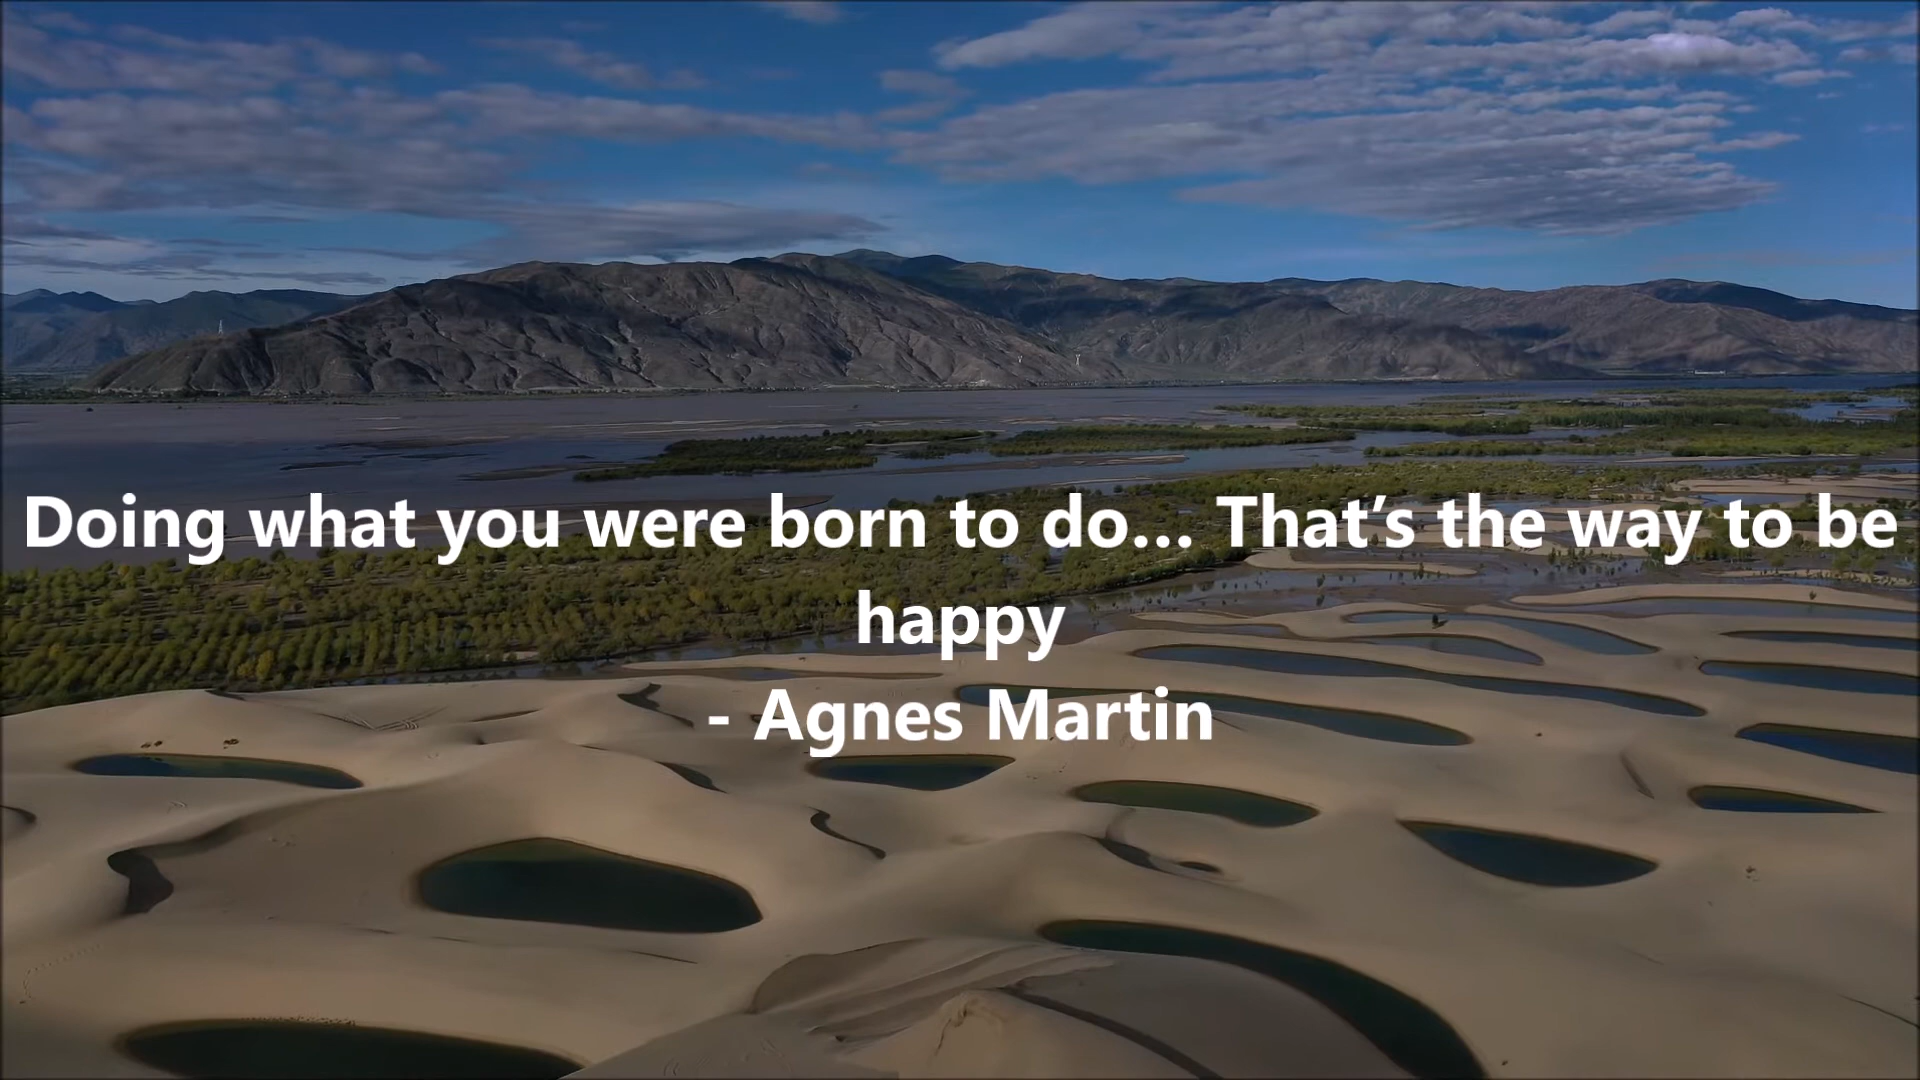 Doing what you were born to do… That’s the way to be
happy
- Agnes Martin